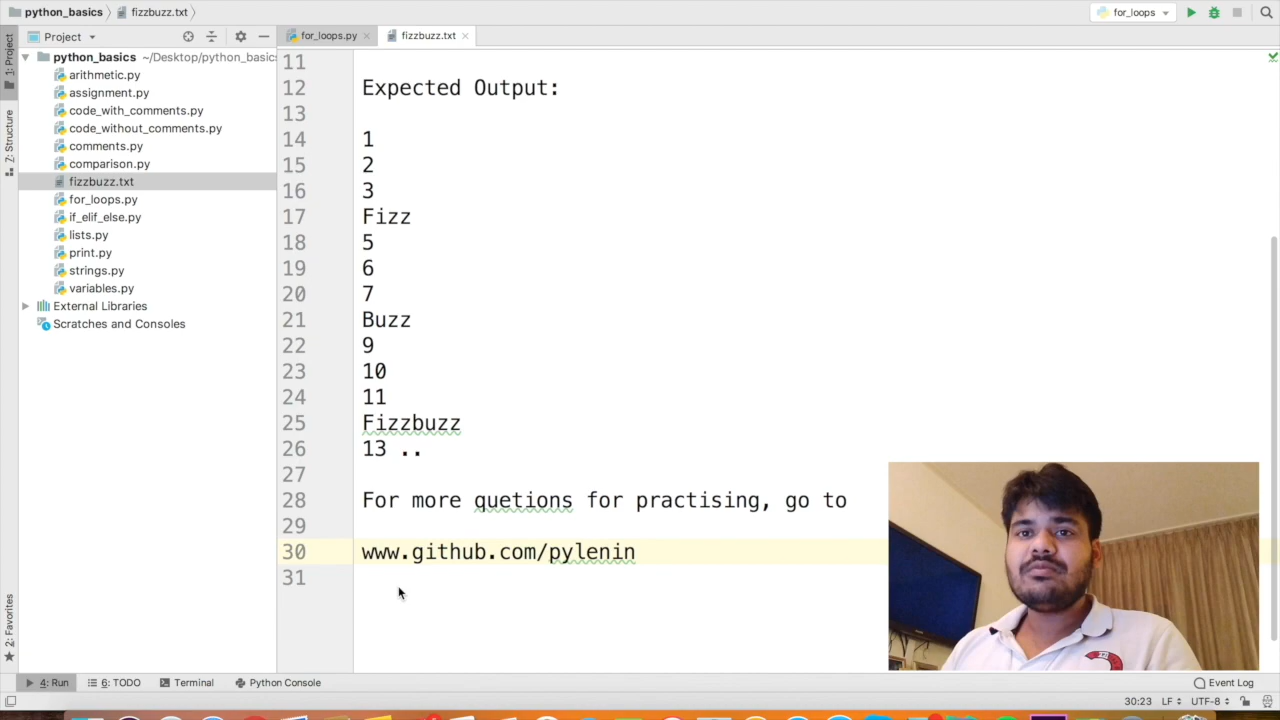 python_basics
fizzbuzz.txt
for_loops
Project
for_loops.py
fizzbuzz.txt
1: Project
python_basics ~/Desktop/python_basics
arithmetic.py
assignment.py
code_with_comments.py
code_without_comments.py
comments.py
comparison.py
fizzbuzz.txt
for_loops.py
if_elif_else.py
lists.py
print.py
strings.py
variables.py
External Libraries
Scratches and Consoles
Z: Structure
2: Favorites
11
12 Expected Output:
13
14 1
15 2
16 3
17 Fizz
18 5
19 6
20 7
21 Buzz
22 9
23 10
24 11
25 Fizzbuzz
26 13 ..
27
28 For more quetions for practising, go to
29
30 www.github.com/pylenin
31
4: Run
6: TODO
Terminal
Python Console
Event Log
30:23 LF UTF-8